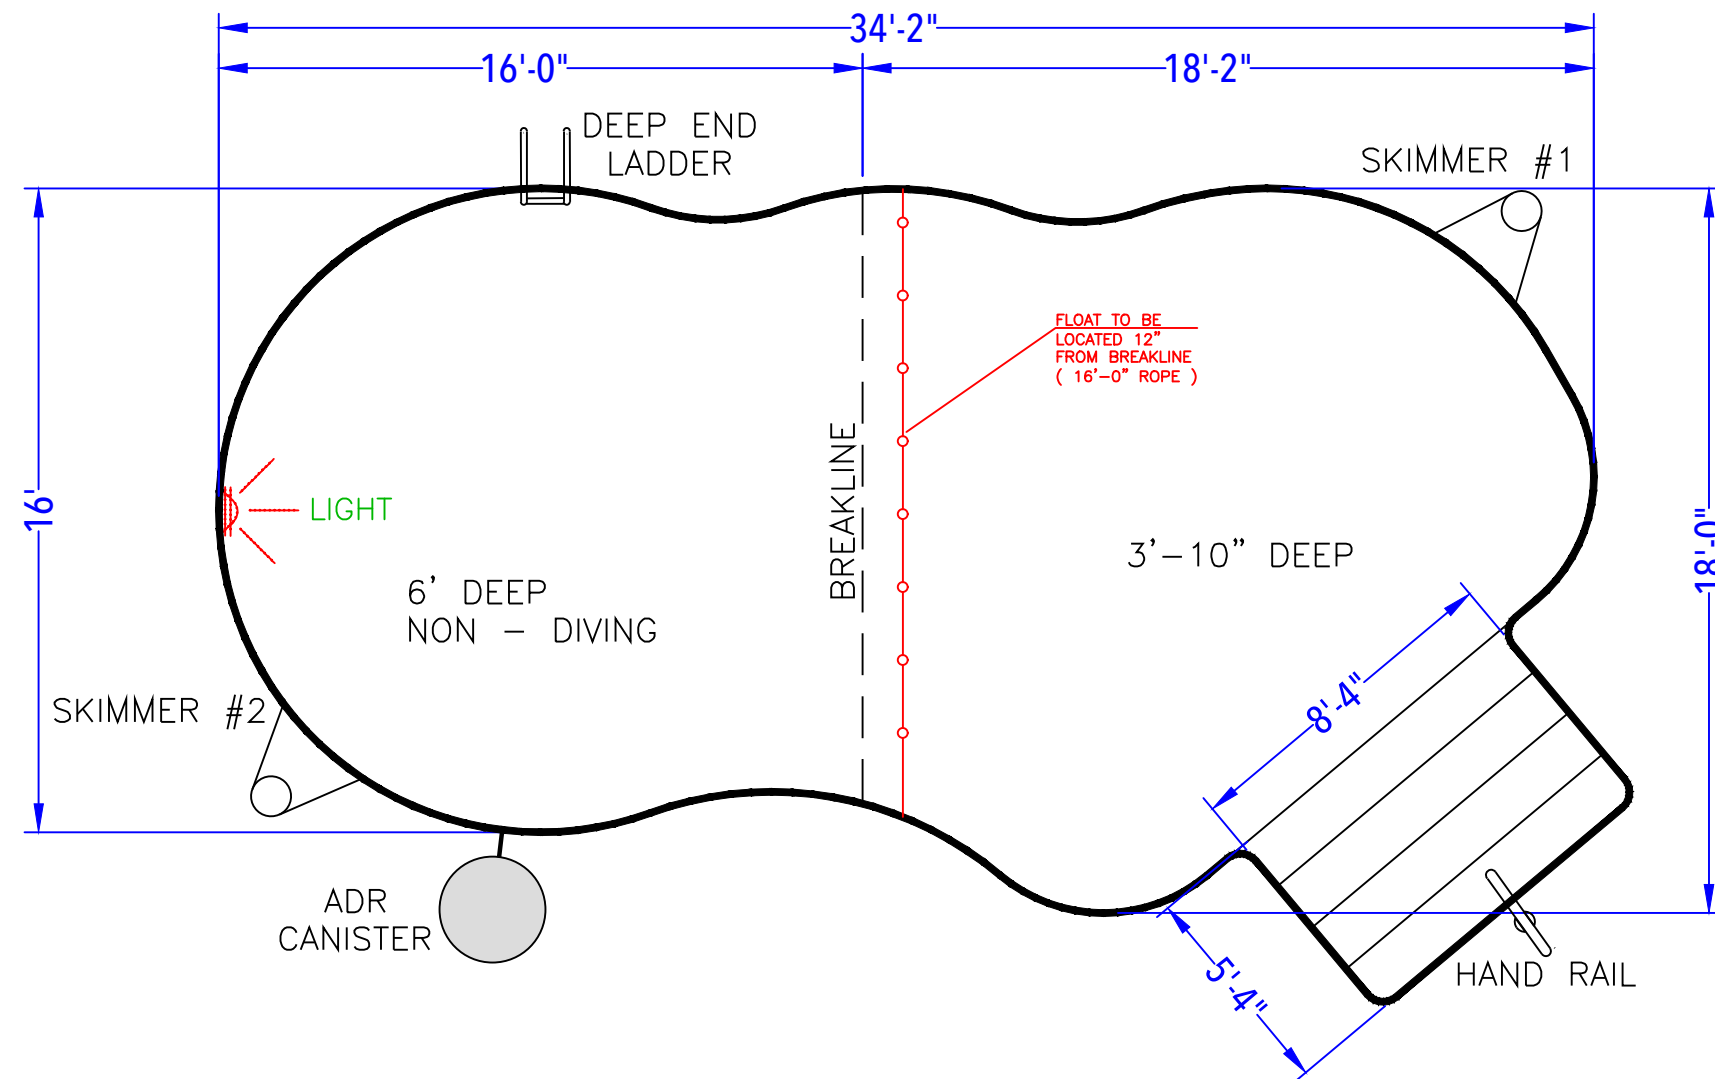 34'-2"
16'-0"
18'-2"
DEEP END
LADDER
SKIMMER #1
FLOAT TO BE
LOCATED 12”
FROM BREAKLINE
( 16’-0” ROPE )
BREAKLINE
16'
LIGHT
18'-0"
3’-10” DEEP
6’ DEEP
NON - DIVING
8'-4"
SKIMMER #2
ADR
CANISTER
5'-4"
HAND RAIL